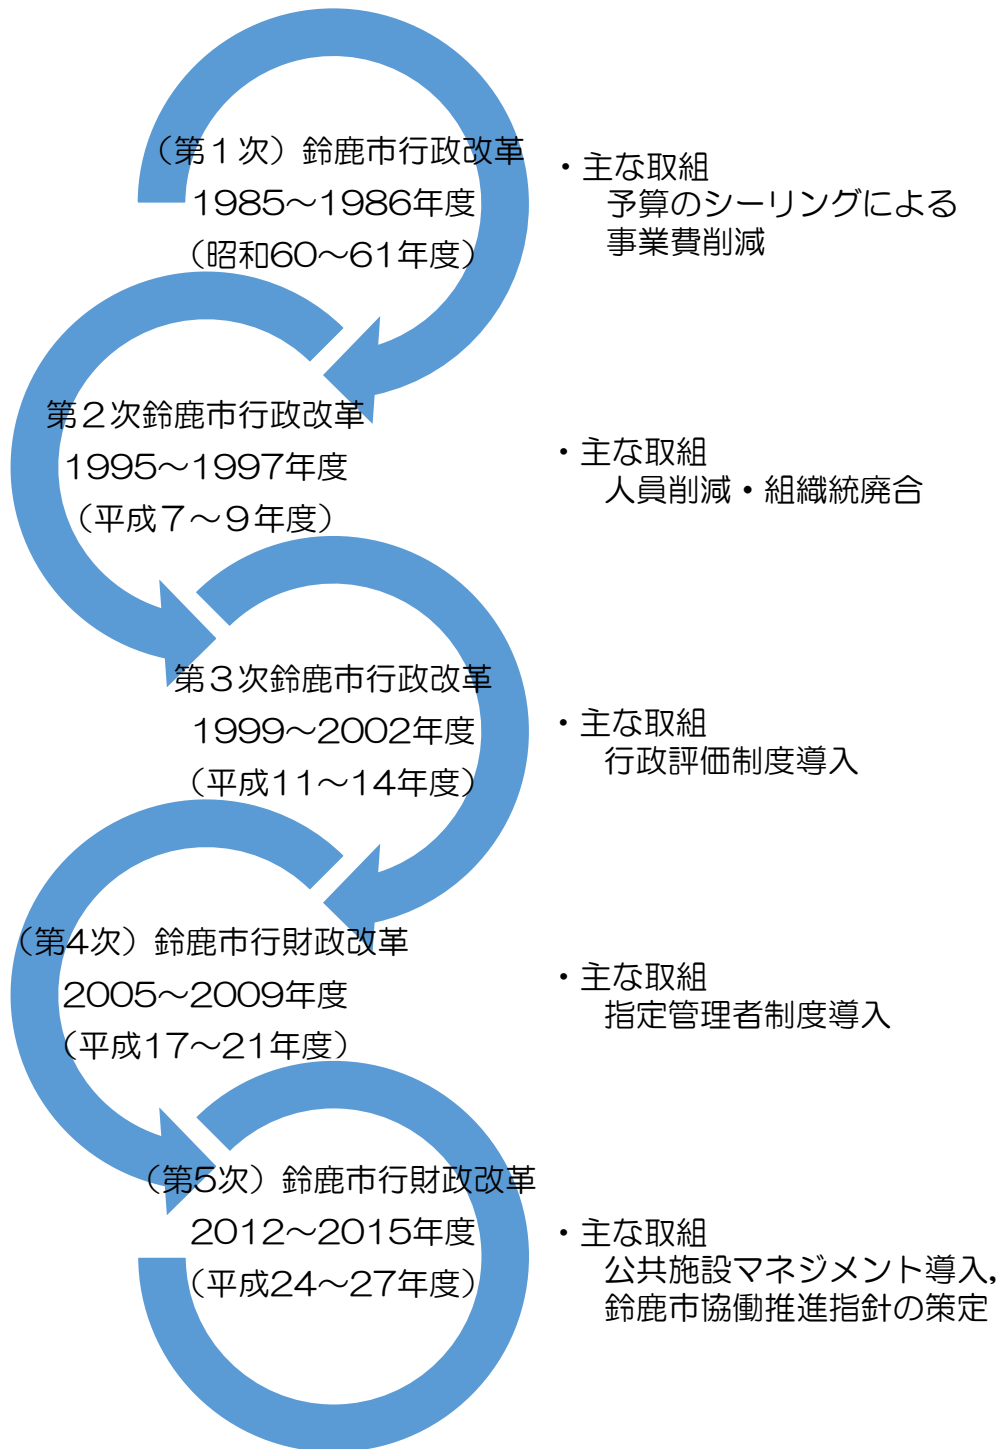 （第１次）鈴鹿市行政改革
1985～1986年度
（昭和60～61年度）
・主な取組
予算のシーリングによる
事業費削減
第２次鈴鹿市行政改革
1995～1997年度
（平成７～９年度）
・主な取組
人員削減・組織統廃合
第３次鈴鹿市行政改革
1999～2002年度
（平成11～14年度）
・主な取組
行政評価制度導入
（第4次）鈴鹿市行財政改革
2005～2009年度
（平成17～21年度）
・主な取組
指定管理者制度導入
（第5次）鈴鹿市行財政改革
2012～2015年度
（平成24～27年度）
・主な取組
公共施設マネジメント導入，
鈴鹿市協働推進指針の策定